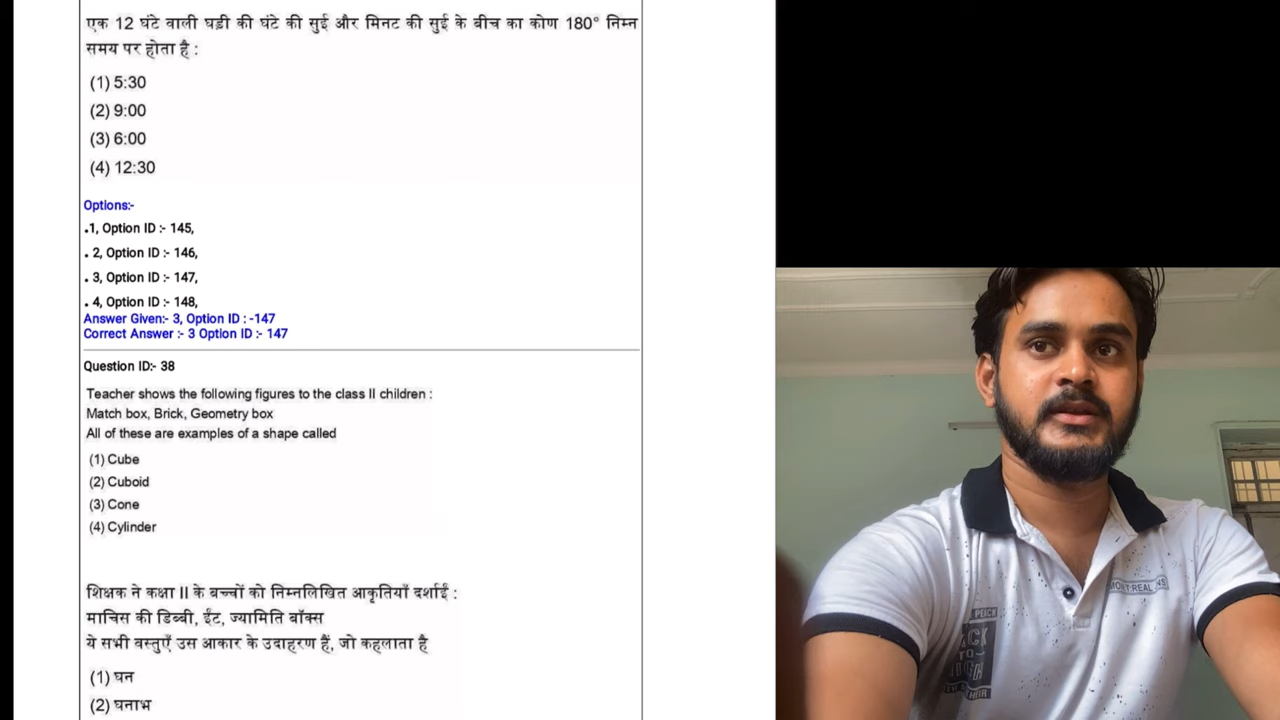 एक 12 घंटे वाली घड़ी की घंटे की सुई और मिनट की सुई के बीच का कोण 180° निम्न
समय पर होता है :
(1) 5:30
(2) 9:00
(3) 6:00
(4) 12:30
Options:-
.1, Option ID :- 145,
. 2, Option ID :- 146,
. 3, Option ID :- 147,
. 4, Option ID :- 148,
Answer Given:- 3, Option ID : -147
Correct Answer :- 3 Option ID :- 147
Question ID:- 38
Teacher shows the following figures to the class II children :
Match box, Brick, Geometry box
All of these are examples of a shape called
(1) Cube
(2) Cuboid
(3) Cone
(4) Cylinder
शिक्षक ने कक्षा II के बच्चों को निम्नलिखित आकृतियाँ दर्शाईं :
माचिस की डिब्बी, ईंट, ज्यामिति बॉक्स
ये सभी वस्तुएँ उस आकार के उदाहरण हैं, जो कहलाता है
(1) घन
(2) घनाभ